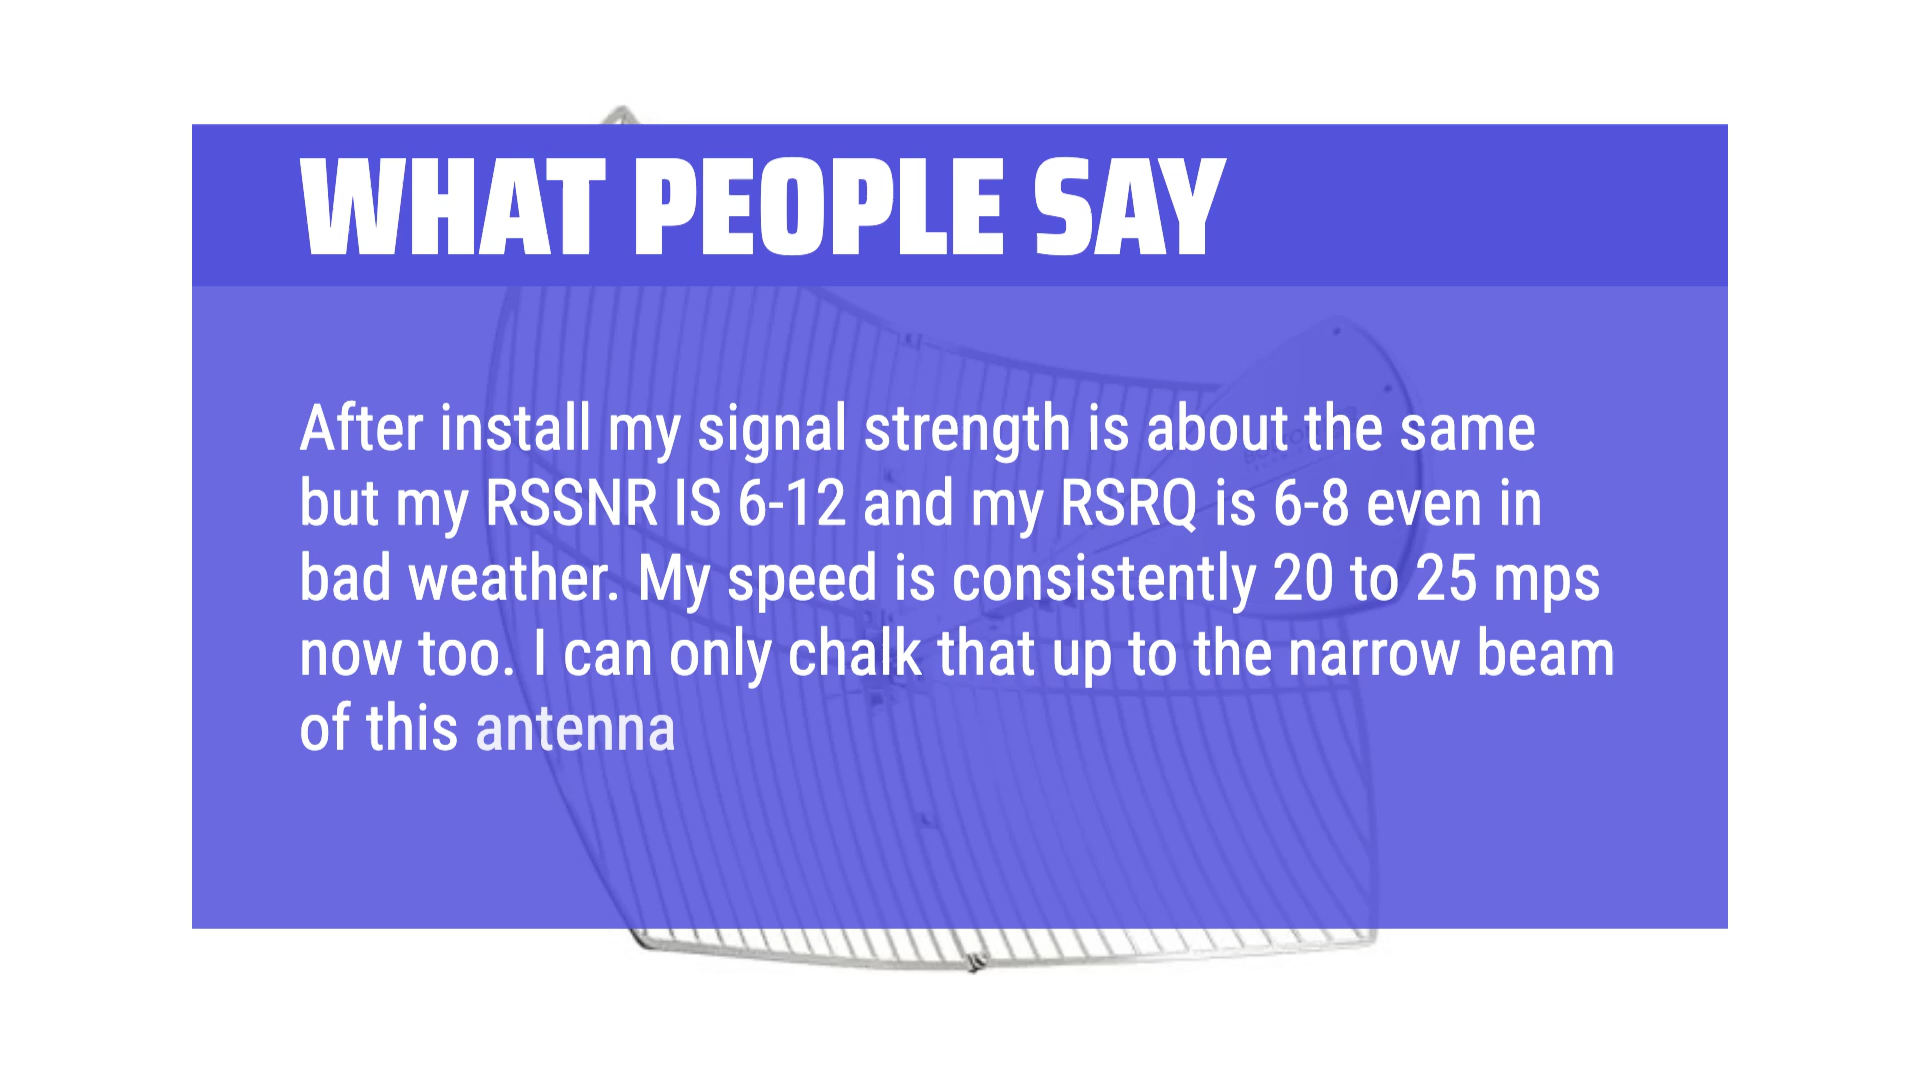 WHAT PEOPLE SAY
After install my signal strength is about the same
but my RSSNR IS 6-12 and my RSRQ is 6-8 even in
bad weather. My speed is consistently 20 to 25 mps
now too. I can only chalk that up to the narrow beam
of this antenna